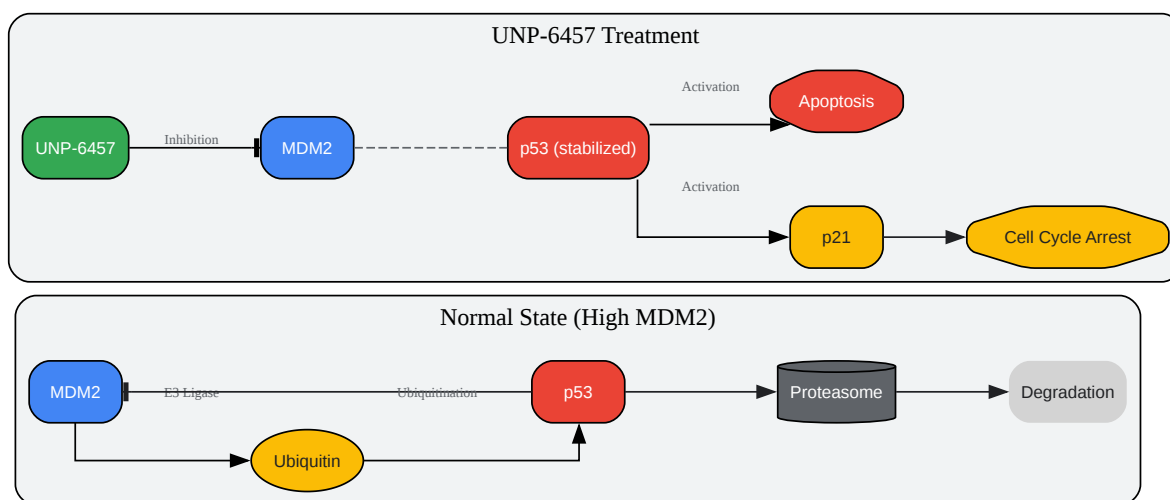 UNP-6457 Treatment
Activation
Apoptosis
UNP-6457
Inhibition
MDM2
p53 (stabilized)
Activation
p21
Cell Cycle Arrest
Normal State (High MDM2)
MDM2
E3 Ligase
Ubiquitination
p53
Proteasome
Degradation
Ubiquitin